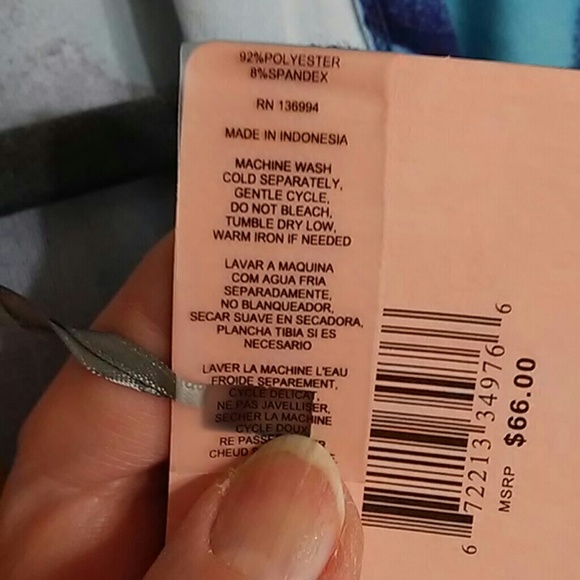 92%POLYESTER
8%SPANDEX
RN 136994
MADE IN INDONESIA
MACHINE WASH
COLD SEPARATELY,
GENTLE CYCLE,
DO NOT BLEACH,
TUMBLE DRY LOW,
WARM IRON IF NEEDED
LAVAR A MAQUINA
COM AGUA FRIA
SEPARADAMENTE,
NO BLANQUEADOR,
SECAR SUAVE EN SECADORA,
PLANCHA TIBIA SI ES
NECESARIO
LAVER LA MACHINE L'EAU
FROIDE SEPAREMENT,
CYCLE DELICAT,
NE PAS JAVELLISER,
SECHER LA MACHINE
CYCLE DOUX
RE
CHEUD
6 72213 34976 6
MSRP $66.00